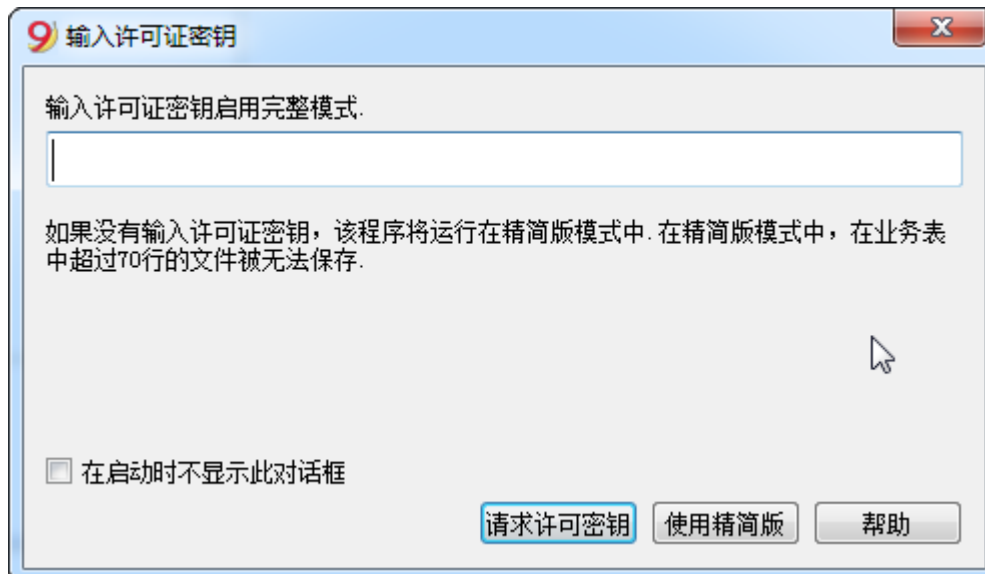 9 输入许可证密钥
输入许可证密钥启用完整模式.
如果没有输入许可证密钥，该程序将运行在精简版模式中.在精简版模式中，在业务表
中超过70行的文件被无法保存.
在启动时不显示此对话框
请求许可密钥 使用精简版 帮助